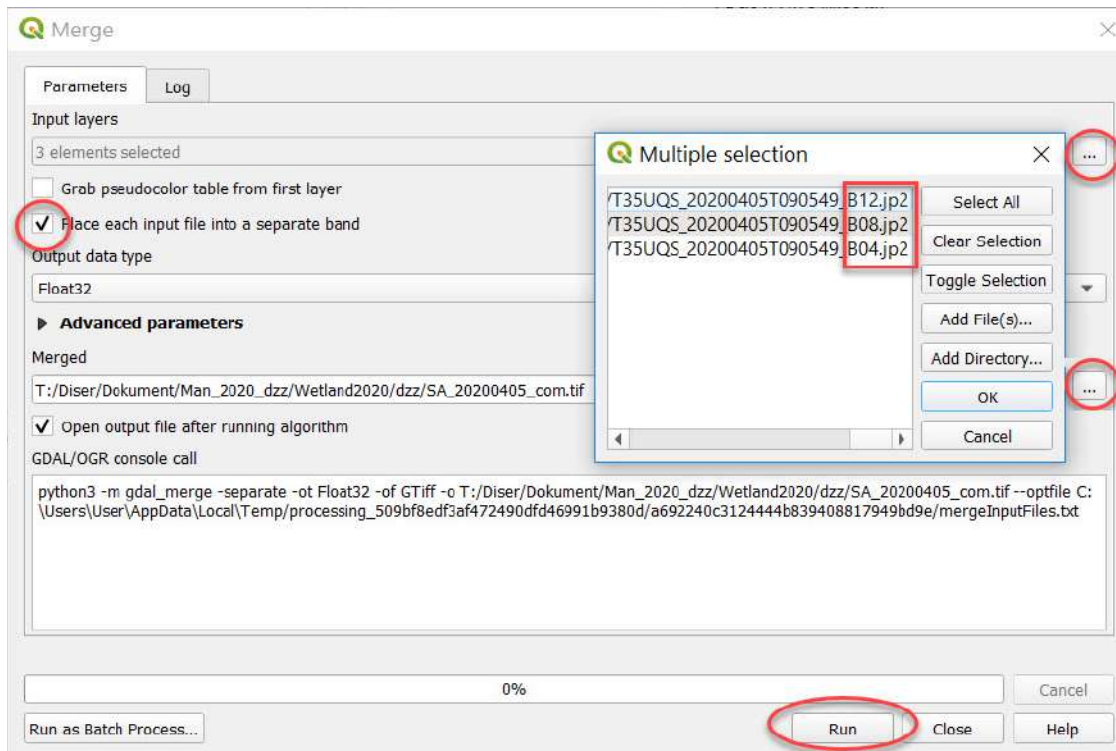 Merge
Parameters
Log
Input layers
3 elements selected
...
Grab pseudocolor table from first layer
Place each input file into a separate band
Output data type
Float32
Advanced parameters
Merged
T:/Diser/Dokument/Man_2020_dzz/Wetland2020/dzz/SA_20200405_com.tif
...
Open output file after running algorithm
GDAL/OGR console call
python3 -m gdal_merge -separate -ot Float32 -of GTiff -o T:/Diser/Dokument/Man_2020_dzz/Wetland2020/dzz/SA_20200405_com.tif --optfile C:
\Users\User\AppData\Local\Temp/processing_509bf8edf3af472490dfd46991b9380d/a692240c3124444b839408817949bd9e/mergeInputFiles.txt
Multiple selection
/T35UQS_20200405T090549_B12.jp2
/T35UQS_20200405T090549_B08.jp2
/T35UQS_20200405T090549_B04.jp2
Select All
Clear Selection
Toggle Selection
Add File(s)...
Add Directory...
OK
Cancel
0%
Cancel
Run as Batch Process...
Run
Close
Help